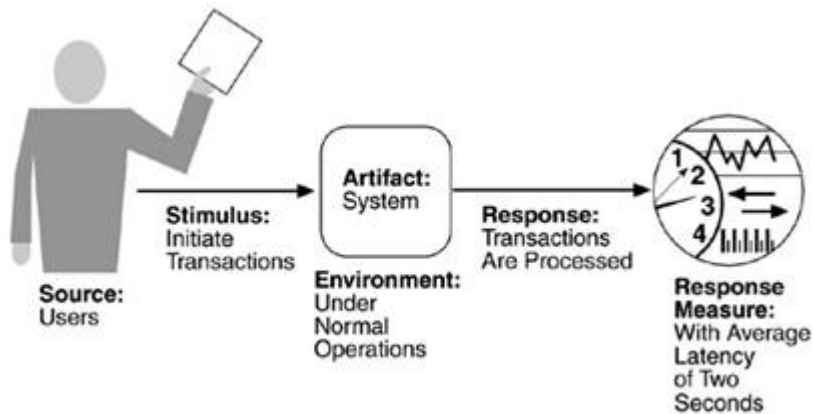 Source:
Users
Stimulus:
Initiate
Transactions
Artifact:
System
Environment:
Under
Normal
Operations
Response:
Transactions
Are Processed
1
2
3
4
Response
Measure:
With Average
Latency
of Two
Seconds